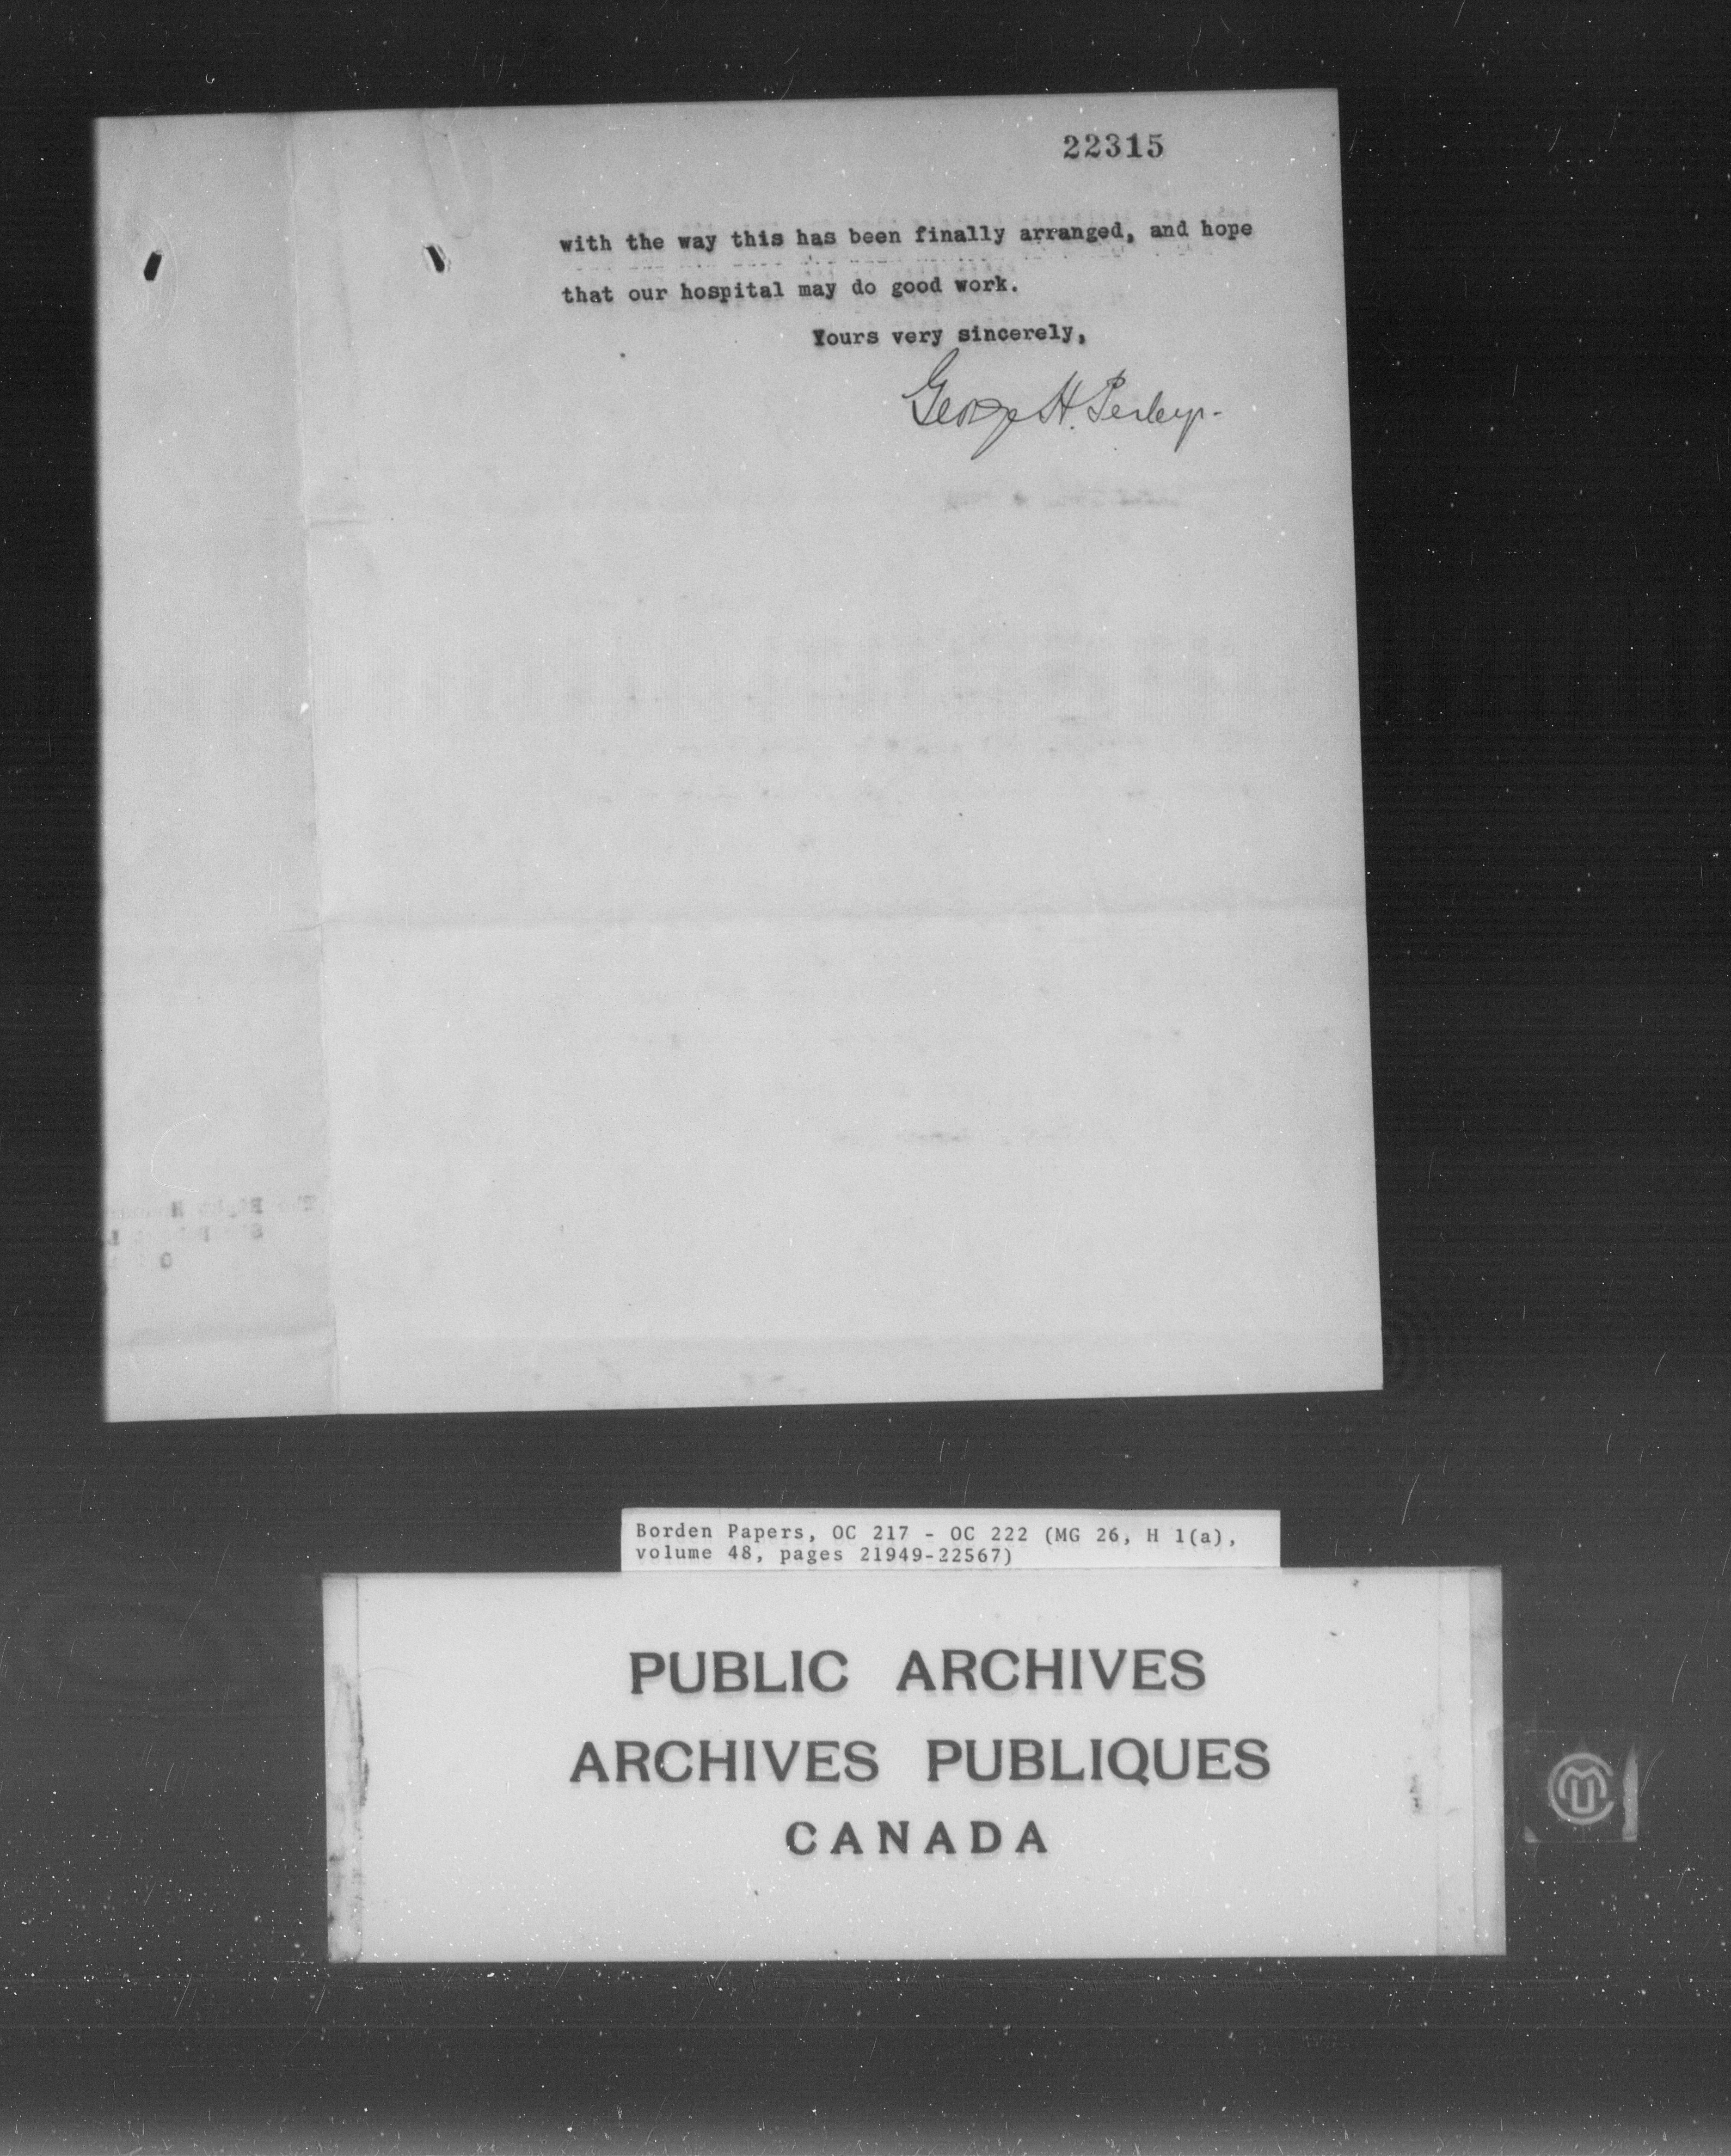 22315
with the way this has been finally arranged, and hope
that our hospital may do good work.
Yours very sincerely,
George H. Perley.
Borden Papers, OC 217 - OC 222 (MG 26, H 1(a),
volume 48, pages 21949-22567)
PUBLIC ARCHIVES
ARCHIVES PUBLIQUES
CANADA